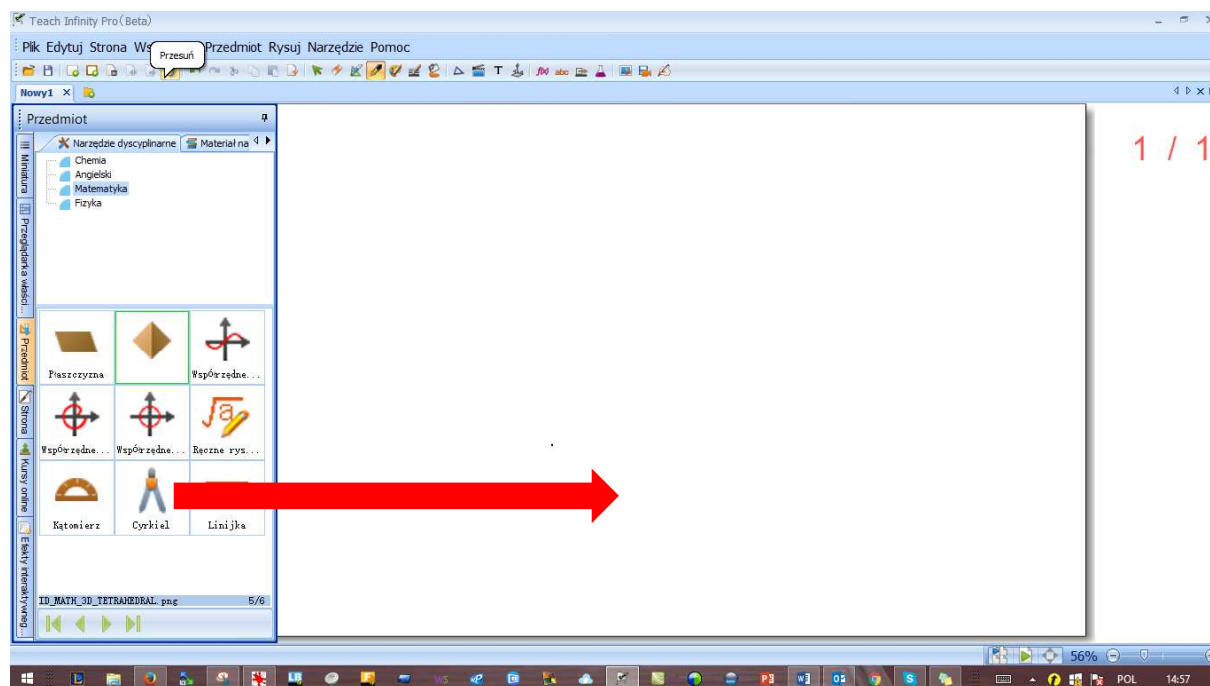 Teach Infinity Pro(Beta)
Plik Edytuj Strona Przedmiot Rysuj Narzędzie Pomoc
Przesuń
Nowy1
Przedmiot
1 / 1
Narzędzie dyscyplinarne Materiał na
Chemia
Angielski
Matematyka
Fizyka
Miniatura
Przeglądarka właści...
Przedmiot
Strona
Kursy online
Efekty interaktywneg...
Płaszczyzna Współrzędne...
Współrzędne... Współrzędne... Ręczne rys...
Kątomierz Cyrkiel Linijka
ID_MATH_3D_TETRAHEDRAL.png 5/6
56%
POL 14:57